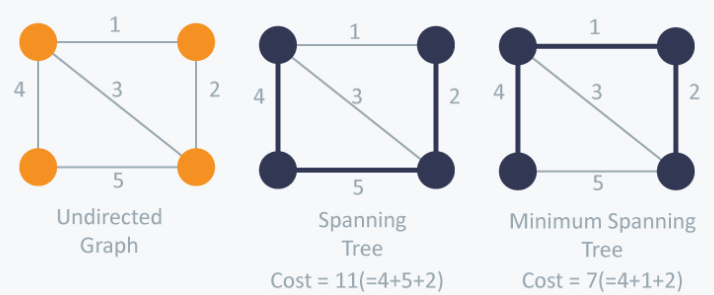 1
4
3
2
5
Undirected
Graph
1
4
3
2
5
Spanning
Tree
Cost = 11(=4+5+2)
1
4
3
2
5
Minimum Spanning
Tree
Cost = 7(=4+1+2)